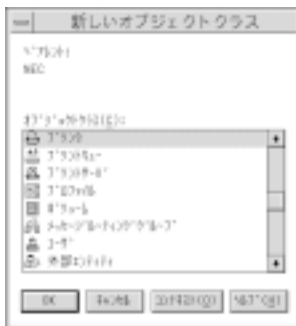 新しいオブジェクトクラス
ﾍﾟｱﾚﾝﾄ:
NEC
ｵﾌﾞｼﾞｪｸﾄｸﾗｽ(E):
ﾌﾟﾘﾝﾀ
ﾌﾟﾘﾝﾄｷｭｰ
ﾌﾟﾘﾝﾄｻｰﾊﾞ
ﾌﾟﾛﾌｧｲﾙ
ﾎﾞﾘｭｰﾑ
ﾒｯｾｰｼﾞﾙｰﾃｨﾝｸﾞｸﾞﾙｰﾌﾟ
ﾕｰｻﾞ
外部ｴﾝﾃｨﾃｨ
OK
ｷｬﾝｾﾙ
ｺﾝﾃｷｽﾄ(O)
ﾍﾙﾌﾟ(H)